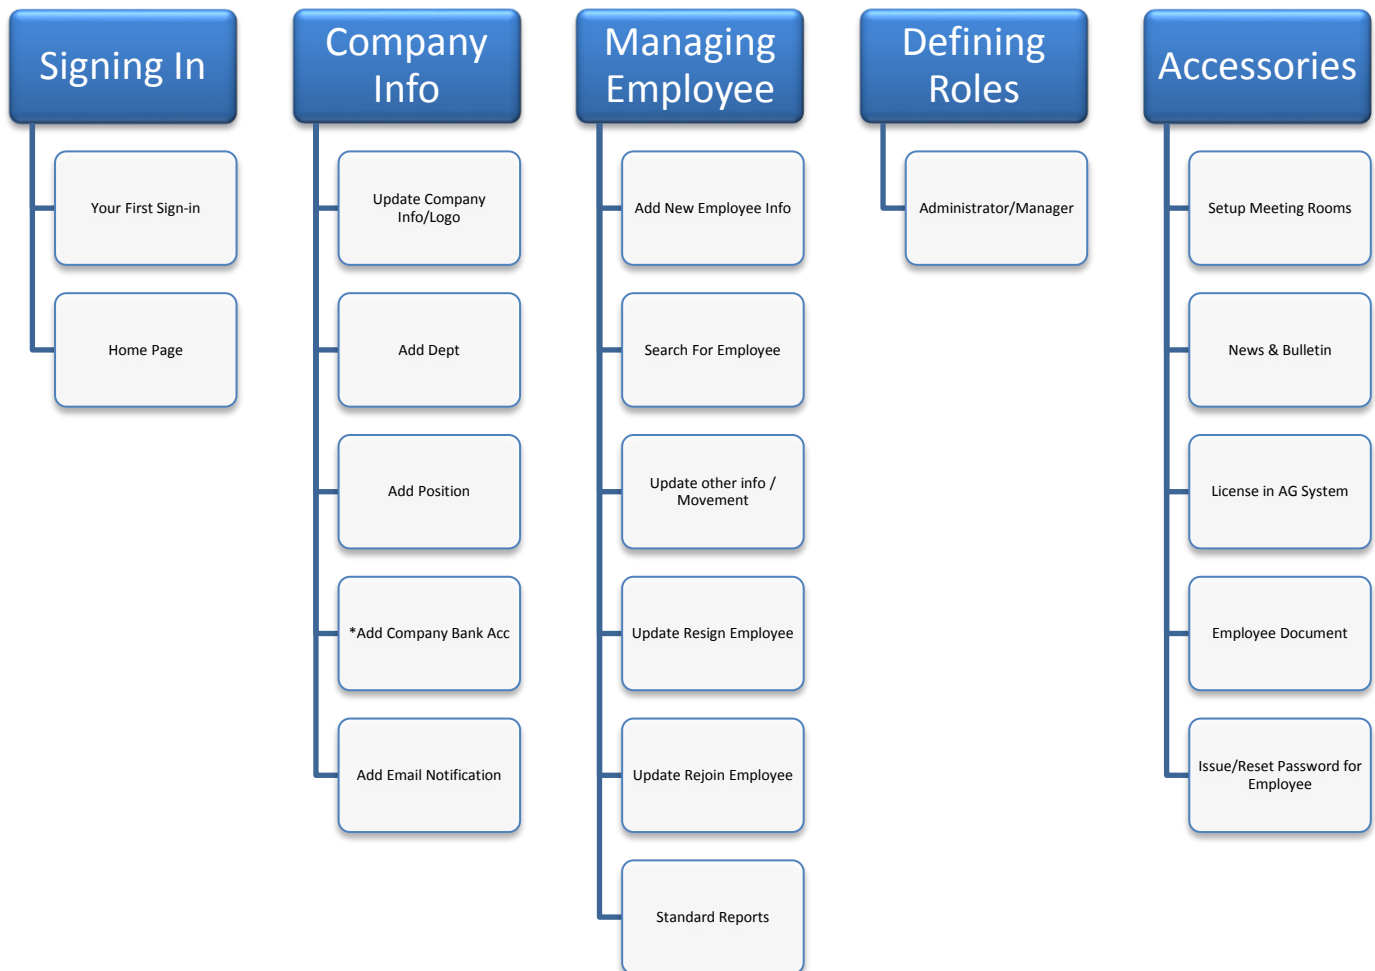 Signing In
Your First Sign-in
Home Page
Company
Info
Update Company
Info/Logo
Add Dept
Add Position
*Add Company Bank Acc
Add Email Notification
Managing
Employee
Add New Employee Info
Search For Employee
Update other info /
Movement
Update Resign Employee
Update Rejoin Employee
Standard Reports
Defining
Roles
Administrator/Manager
Accessories
Setup Meeting Rooms
News & Bulletin
License in AG System
Employee Document
Issue/Reset Password for
Employee